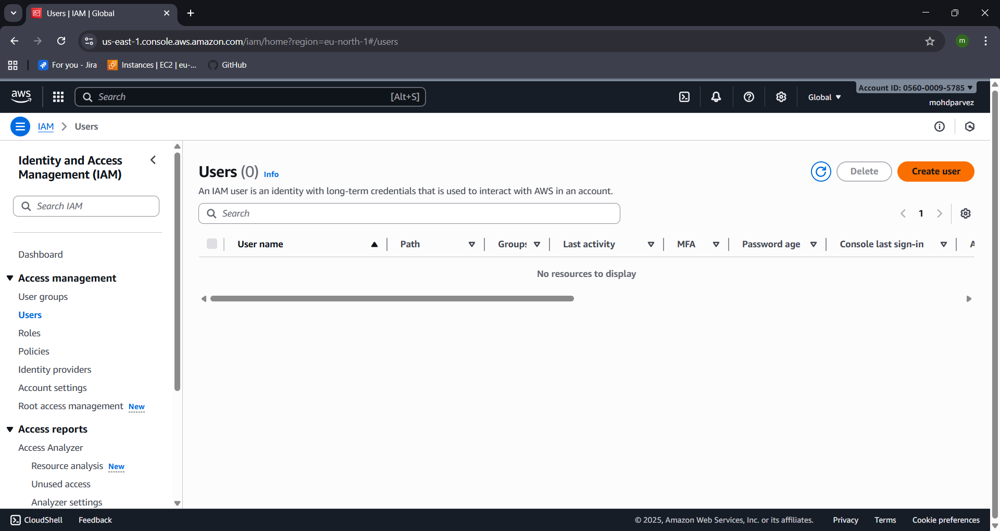 Users | IAM | Global
us-east-1.console.aws.amazon.com/iam/home?region=eu-north-1#/users
m
For you - Jira
Instances | EC2 | eu-...
GitHub
aws
Search
[Alt+S]
Global
Account ID: 0560-0009-5785
mohdparvez
IAM
Users
Identity and Access
Management (IAM)
Search IAM
Dashboard
Access management
User groups
Users
Roles
Policies
Identity providers
Account settings
Root access management New
Access reports
Access Analyzer
Resource analysis New
Unused access
Analyzer settings
Users (0) Info
An IAM user is an identity with long-term credentials that is used to interact with AWS in an account.
Delete
Create user
Search
1
User name
Path
Groups
Last activity
MFA
Password age
Console last sign-in
A
No resources to display
CloudShell
Feedback
© 2025, Amazon Web Services, Inc. or its affiliates.
Privacy
Terms
Cookie preferences